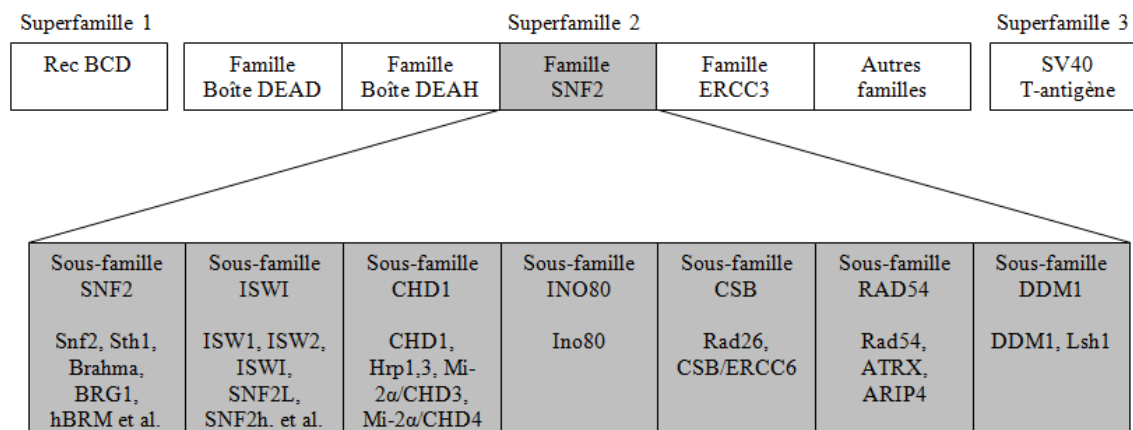 Superfamille 1
Superfamille 2
Superfamille 3
Rec BCD
Famille
Boîte DEAD
Famille
Boîte DEAH
Famille
SNF2
Famille
ERCC3
Autres
familles
SV40
T-antigène
Sous-famille
SNF2
Snf2, Sth1,
Brahma,
BRG1,
hBRM et al.
Sous-famille
ISWI
ISW1, ISW2,
ISWI,
SNF2L,
SNF2h. et al.
Sous-famille
CHD1
CHD1,
Hrp1,3, Mi-
2α/CHD3,
Mi-2α/CHD4
Sous-famille
INO80
Ino80
Sous-famille
CSB
Rad26,
CSB/ERCC6
Sous-famille
RAD54
Rad54,
ATRX,
ARIP4
Sous-famille
DDM1
DDM1, Lsh1